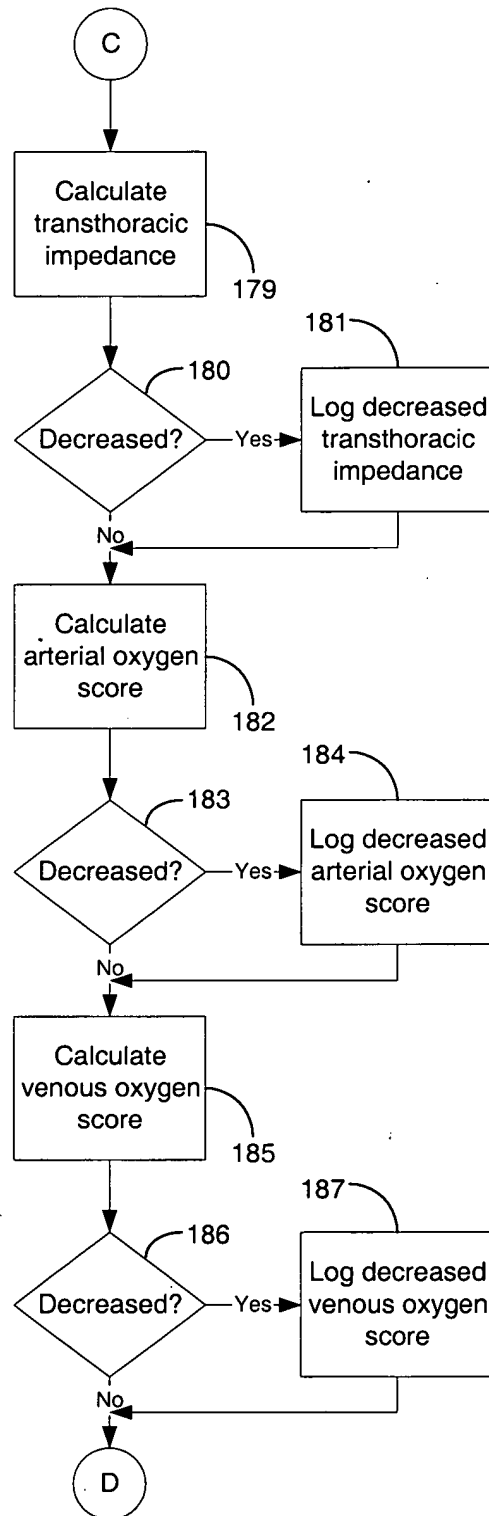 C
Calculate
transthoracic
impedance
179
181
180
Decreased?
Yes
Log decreased
transthoracic
impedance
No
Calculate
arterial oxygen
score
182
184
183
Decreased?
Yes
Log decreased
arterial oxygen
score
No
Calculate
venous oxygen
score
185
187
186
Decreased?
Yes
Log decreased
venous oxygen
score
No
D